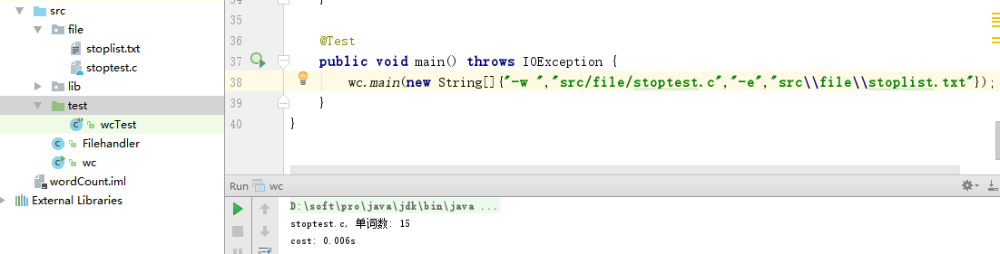 src
file
stoplist.txt
stoptest.c
lib
test
wcTest
Filehandler
wc
wordCount.iml
External Libraries
34 }
35
36 @Test
37 public void main() throws IOException {
38 wc.main(new String[]{"-w ","src/file/stoptest.c","-e","src\\file\\stoplist.txt"});
39 }
40 }
Run wc
D:\soft\pro\java\jdk\bin\java ...
stoptest.c, 单词数: 15
cost: 0.006s